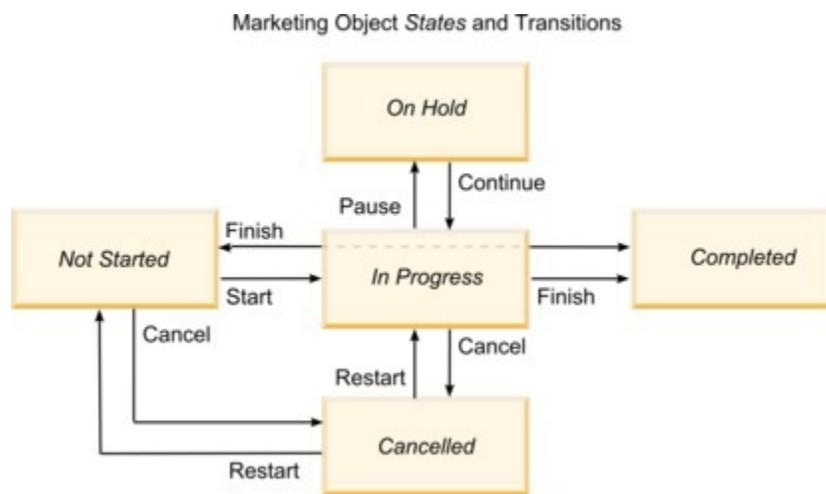 Marketing Object States and Transitions
On Hold
Pause
Continue
Not Started
Finish
Start
In Progress
Finish
Completed
Cancel
Restart
Cancel
Cancelled
Restart